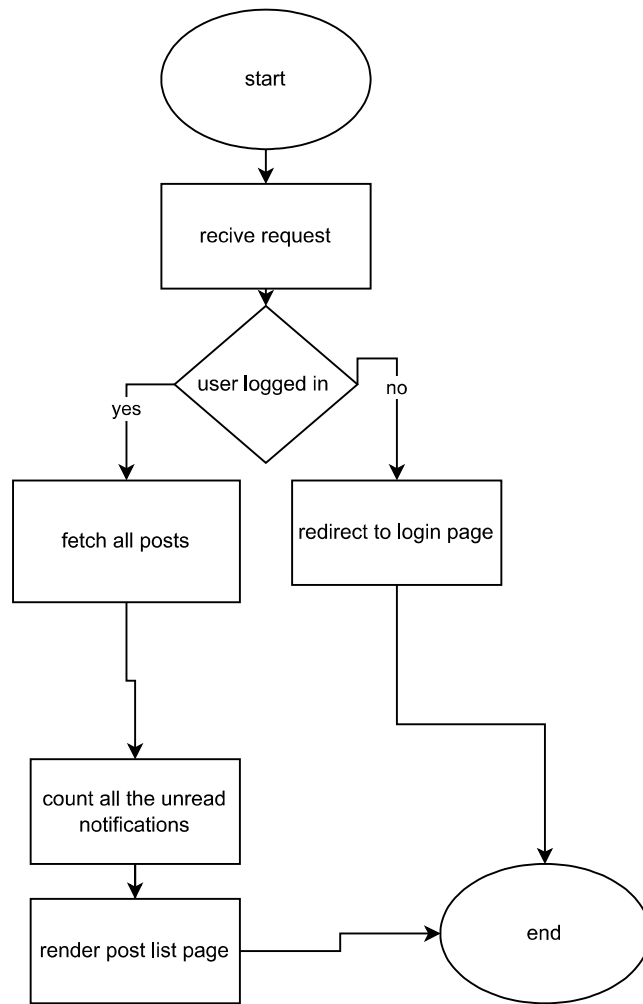 start
recive request
user logged in
yes
no
fetch all posts
redirect to login page
count all the unread
notifications
render post list page
end